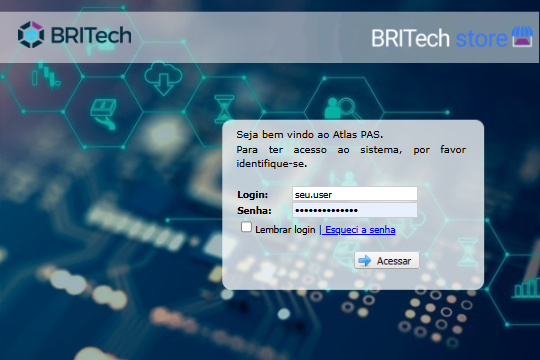 BRITech
BRITech store
Seja bem vindo ao Atlas PAS.
Para ter acesso ao sistema, por favor
identifique-se.
Login: seu.user
Senha: ••••••••••••••
Lembrar login | Esqueci a senha
Acessar